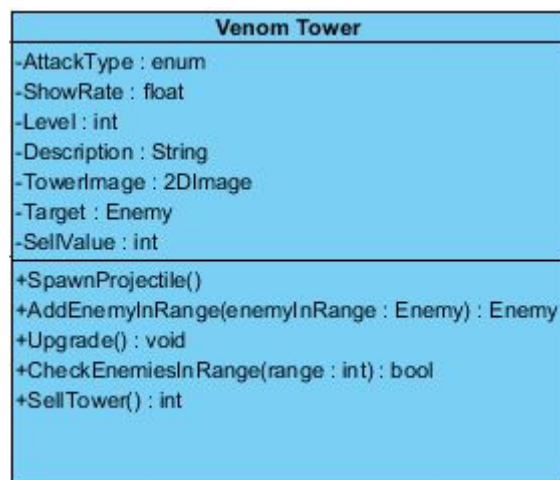 Venom Tower
-AttackType : enum
-ShowRate : float
-Level : int
-Description : String
-TowerImage : 2DImage
-Target : Enemy
-SellValue : int
+SpawnProjectile()
+AddEnemyInRange(enemyInRange : Enemy) : Enemy
+Upgrade() : void
+CheckEnemiesInRange(range : int) : bool
+SellTower() : int